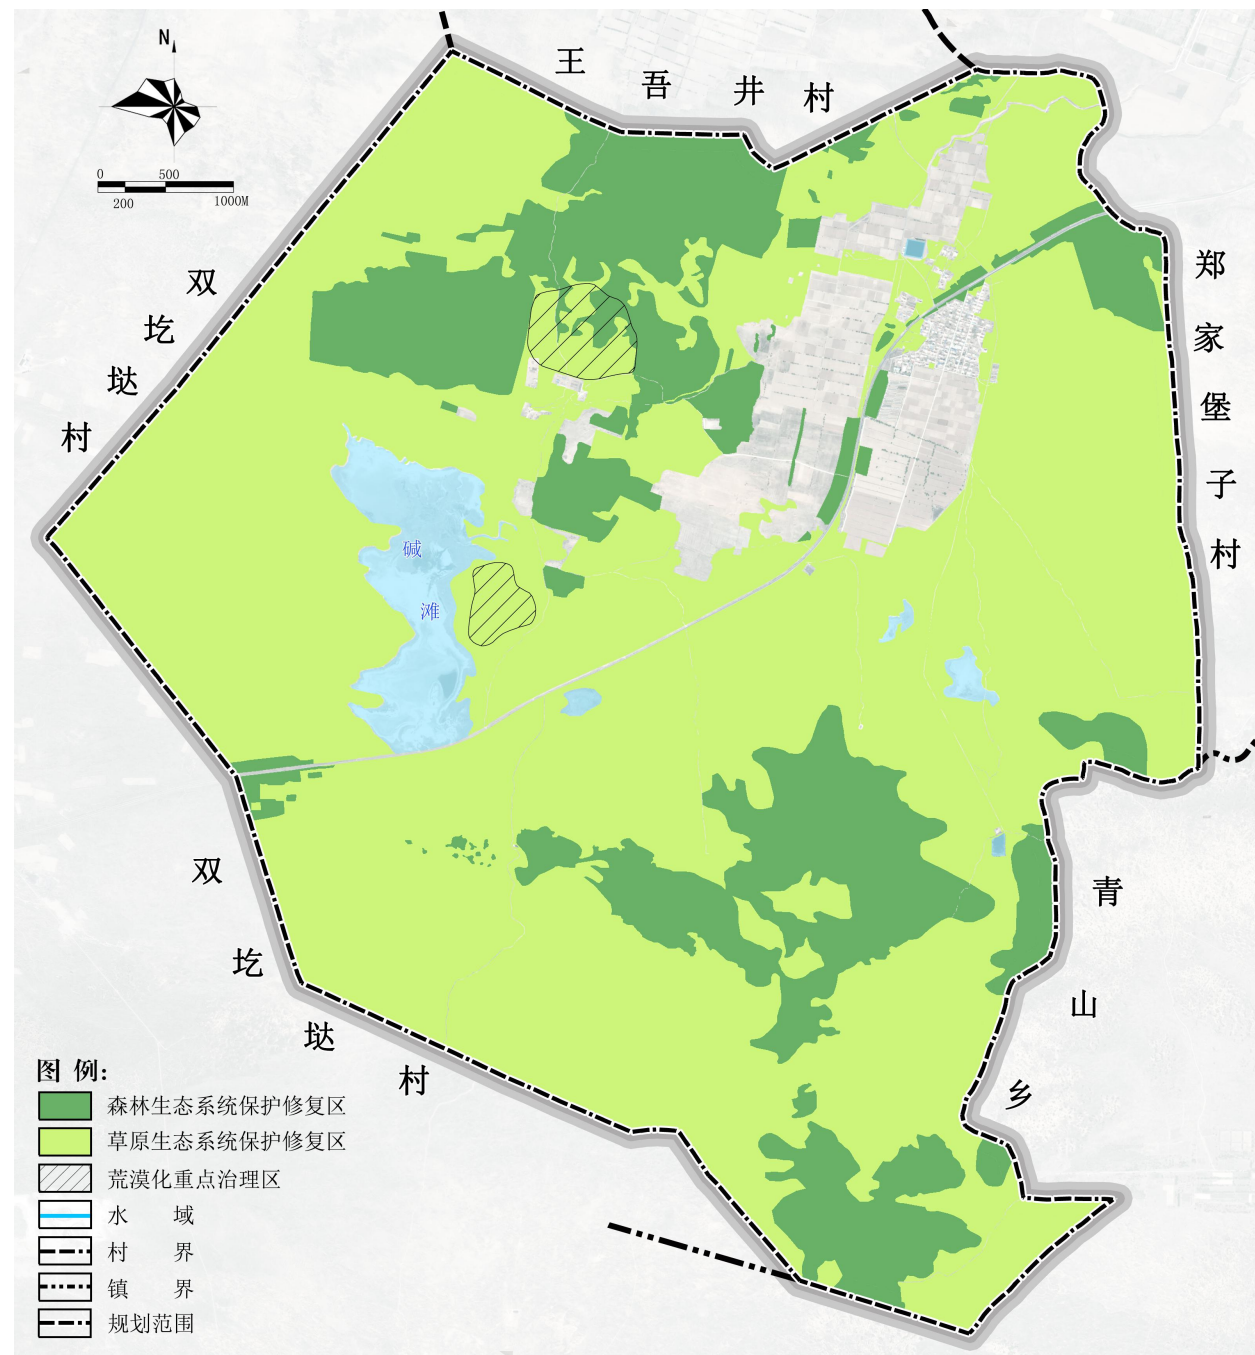 N
0 500
200 1000M
王吾井村
双圪垯村
郑家堡子村
碱滩
双圪垯村
青山乡
图 例:
森林生态系统保护修复区
草原生态系统保护修复区
荒漠化重点治理区
水 域
村 界
镇 界
规划范围